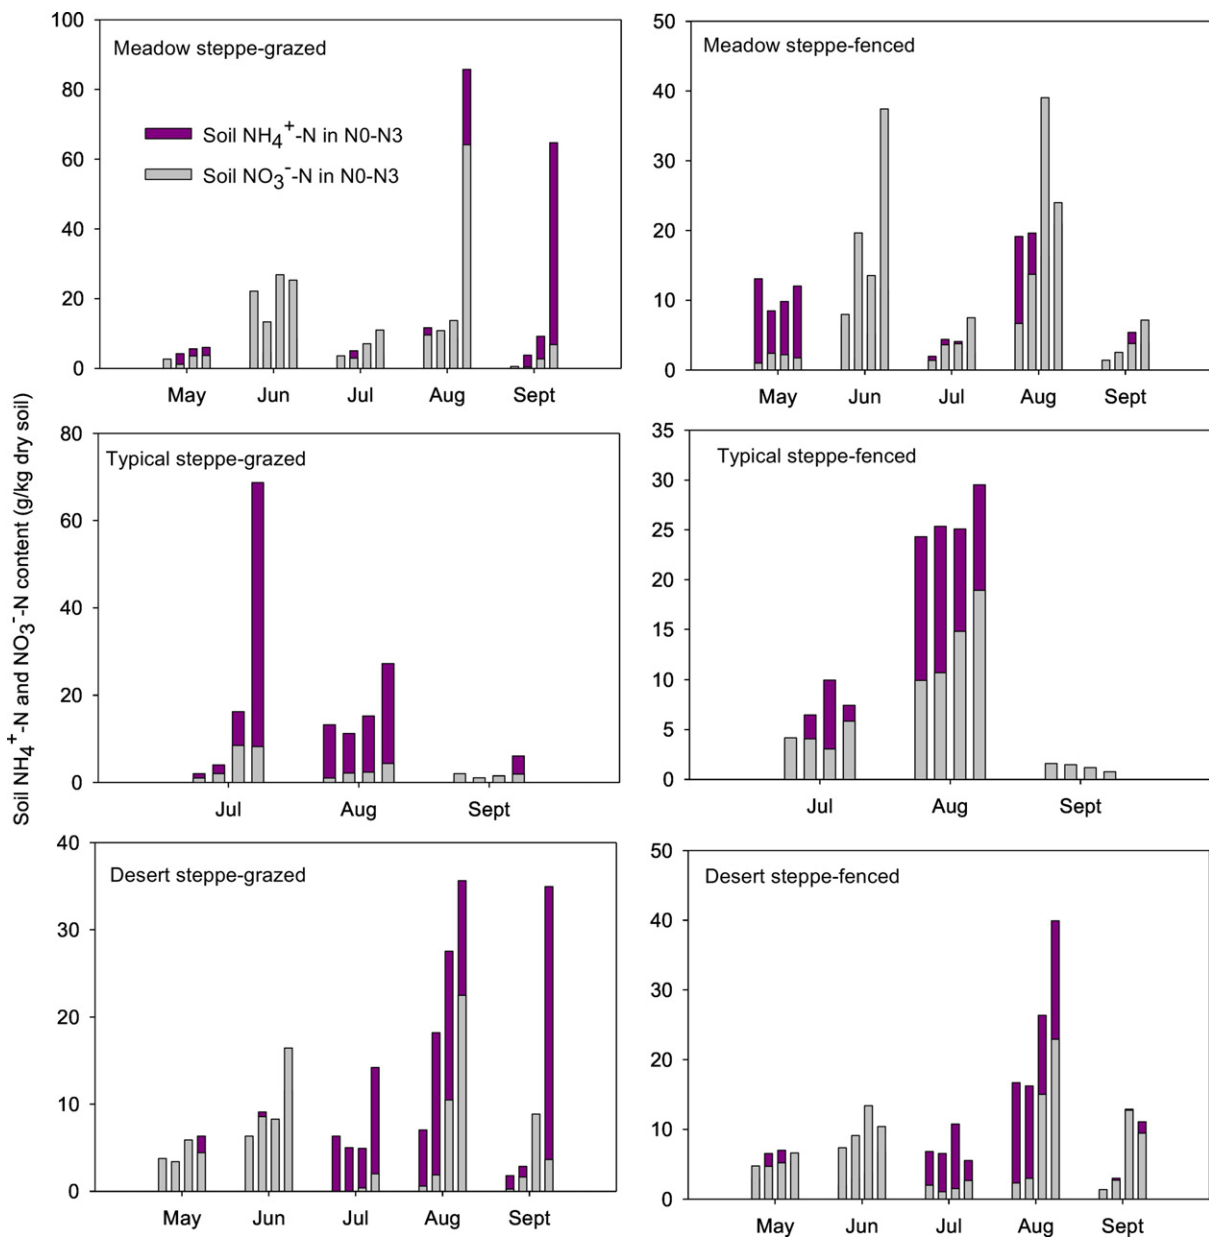 Meadow steppe-grazed
100
80
60
40
20
0
Soil NH₄⁺-N in N0-N3
Soil NO₃⁻-N in N0-N3
May Jun Jul Aug Sept
Meadow steppe-fenced
50
40
30
20
10
0
May Jun Jul Aug Sept
Soil NH₄⁺-N and NO₃⁻-N content (g/kg dry soil)
Typical steppe-grazed
80
60
40
20
0
Jul Aug Sept
Typical steppe-fenced
35
30
25
20
15
10
5
0
Jul Aug Sept
Desert steppe-grazed
40
30
20
10
0
May Jun Jul Aug Sept
Desert steppe-fenced
50
40
30
20
10
0
May Jun Jul Aug Sept